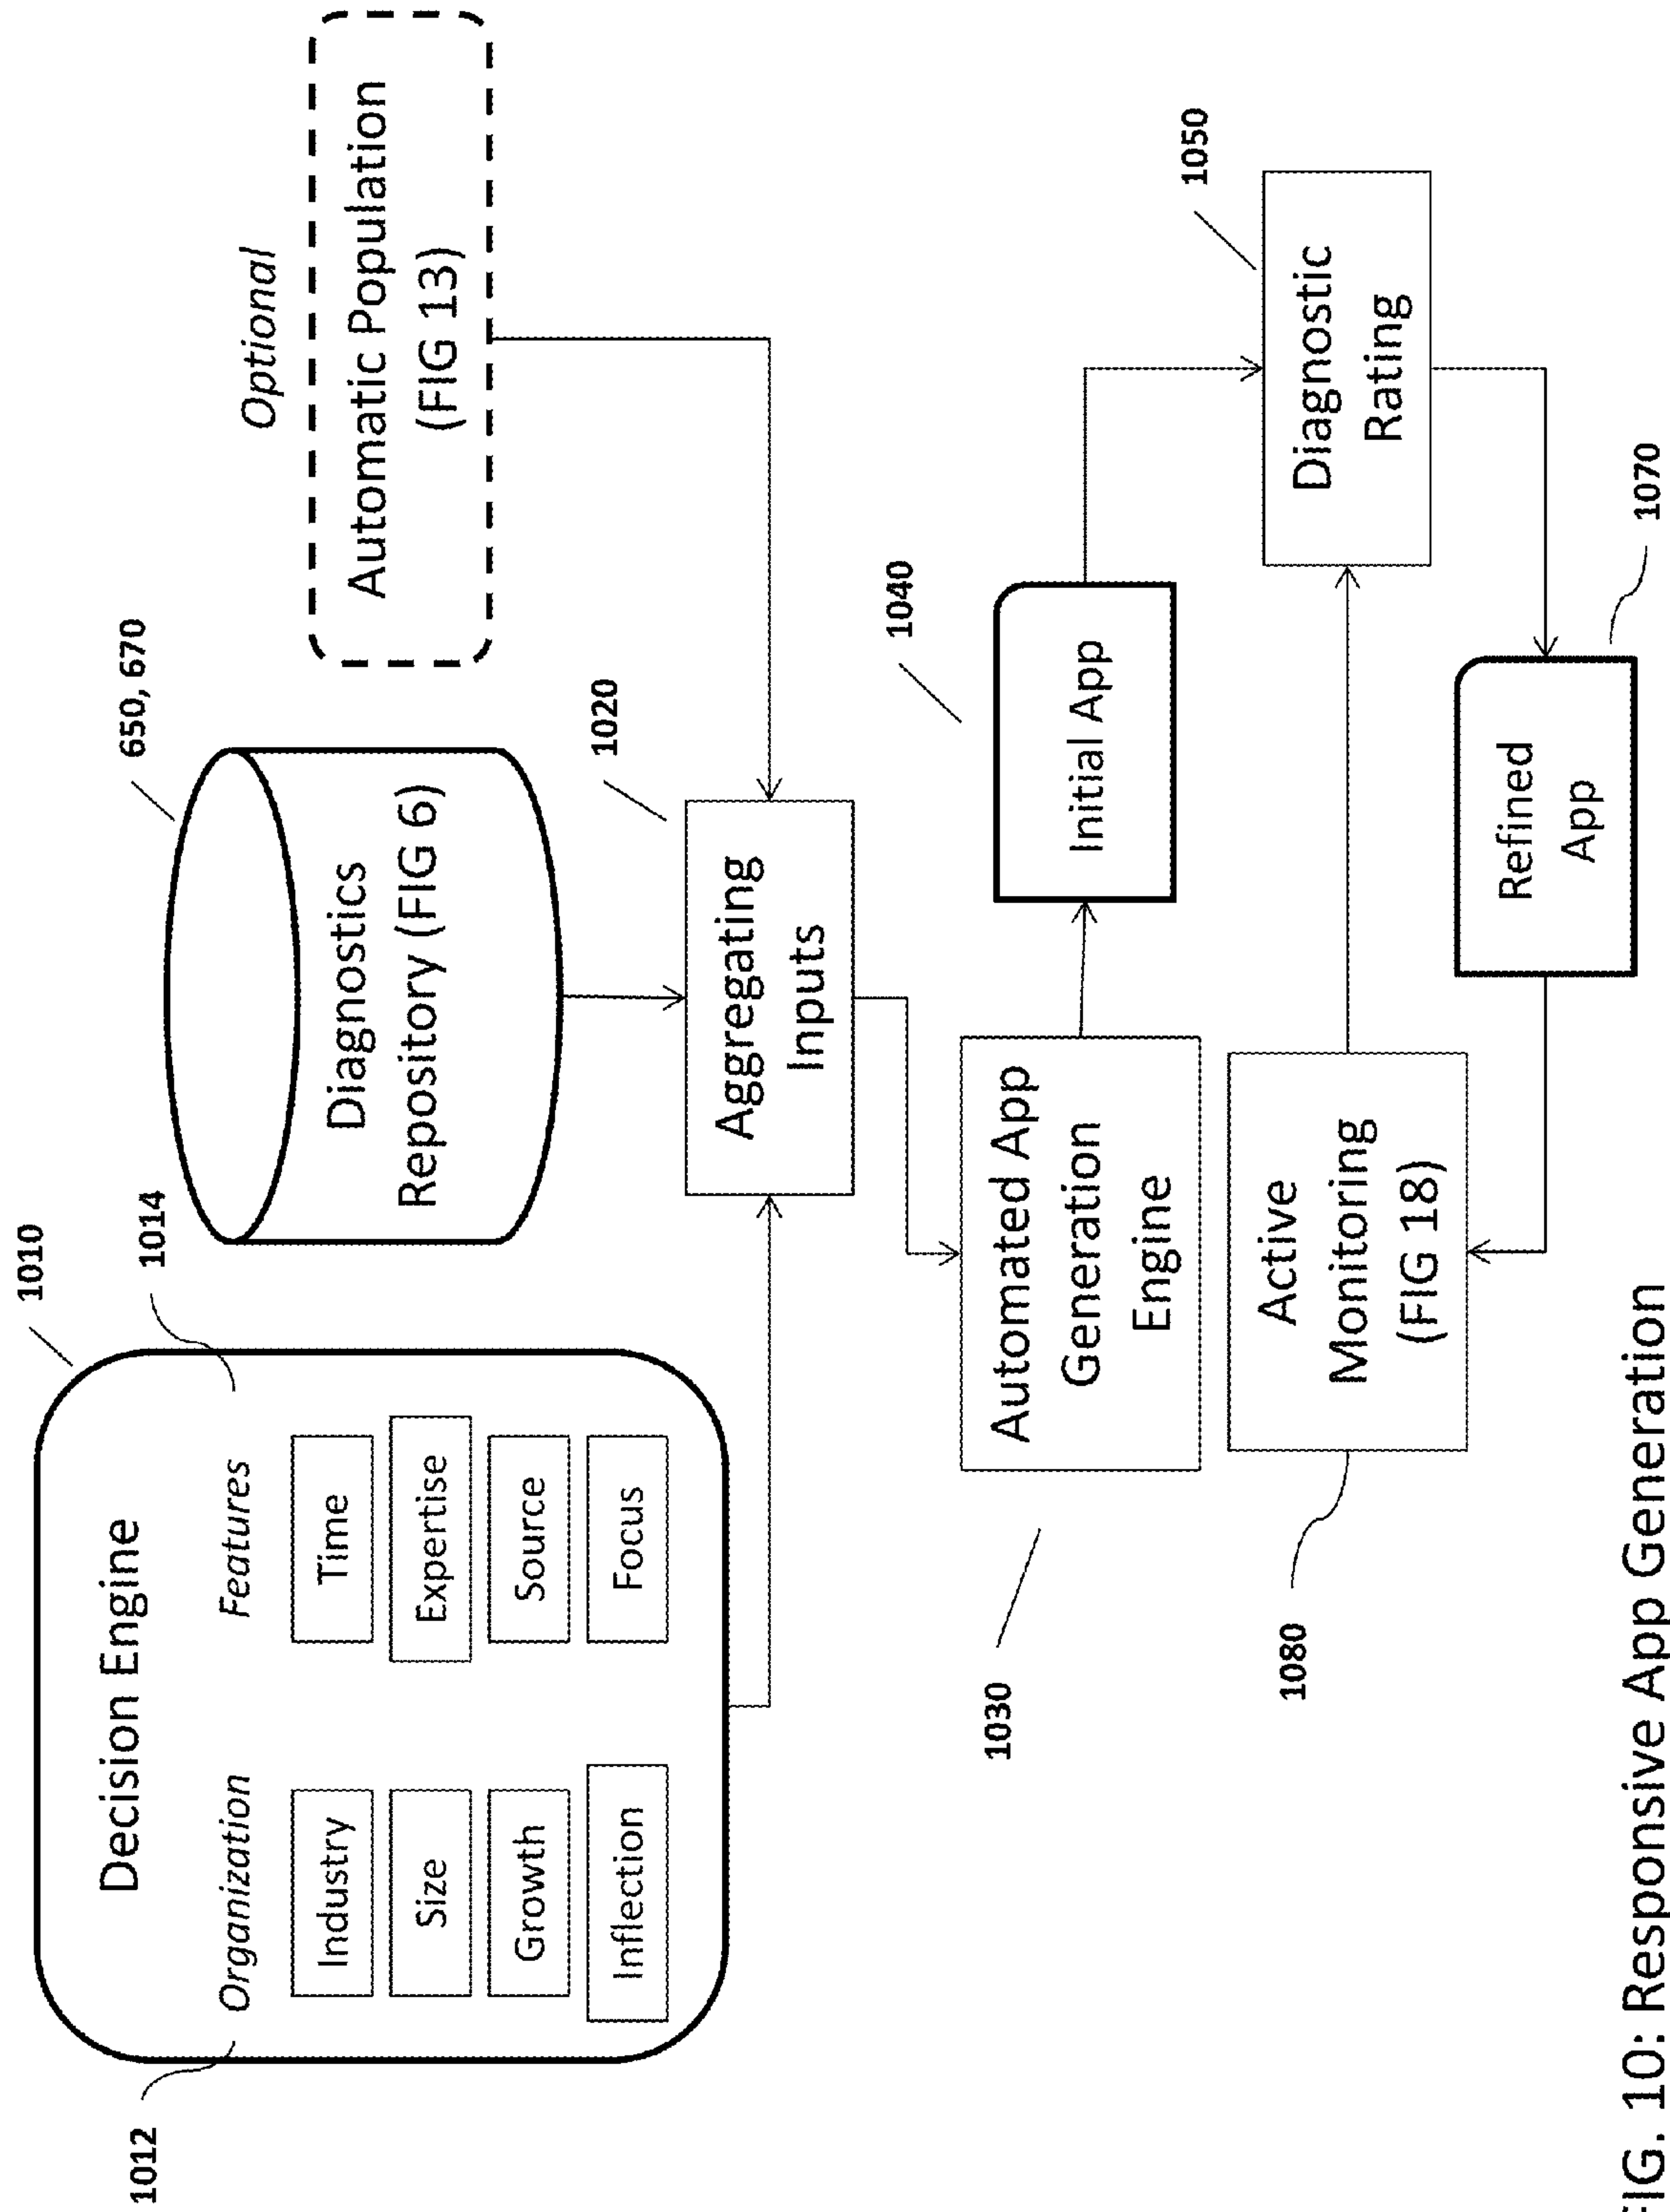 1010
Decision Engine
1012
Organization
Industry
Size
Growth
Inflection
1014
Features
Time
Expertise
Source
Focus
650, 670
Diagnostics
Repository (FIG 6)
Optional
Automatic Population
(FIG 13)
1020
Aggregating
Inputs
1030
Automated App
Generation
Engine
1040
Initial App
1050
Diagnostic
Rating
1080
Active
Monitoring
(FIG 18)
1070
Refined
App
FIG. 10: Responsive App Generation